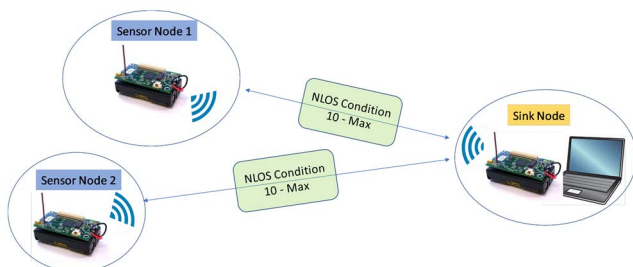 Sensor Node 1
NLOS Condition
10 - Max
Sink Node
Sensor Node 2
NLOS Condition
10 - Max